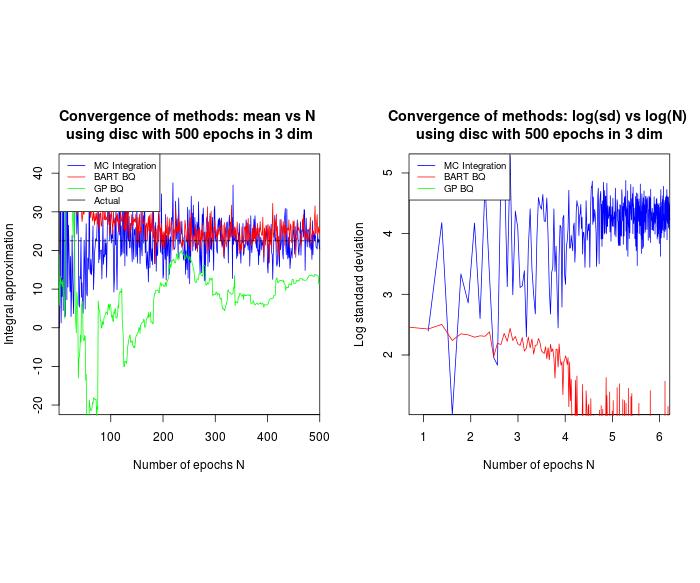 Convergence of methods: mean vs N
using disc with 500 epochs in 3 dim
MC Integration
BART BQ
GP BQ
Actual
Integral approximation
40
30
20
10
0
-10
-20
100 200 300 400 500
Number of epochs N
Convergence of methods: log(sd) vs log(N)
using disc with 500 epochs in 3 dim
MC Integration
BART BQ
GP BQ
Log standard deviation
5
4
3
2
1 2 3 4 5 6
Number of epochs N